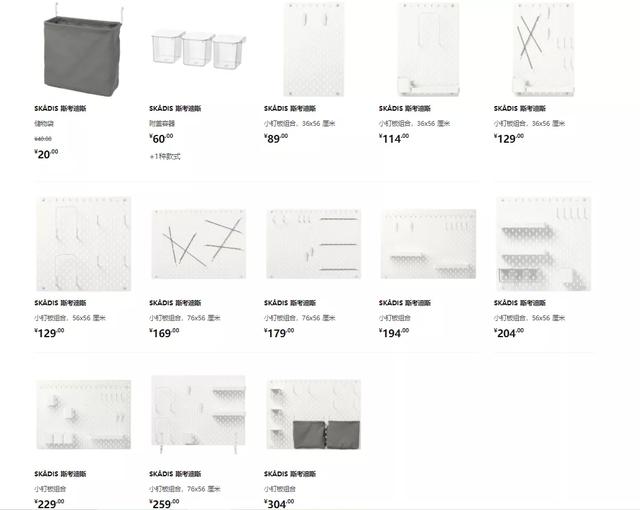 SKÅDIS 斯考迪斯
储物袋
¥40.00
¥20.00
SKÅDIS 斯考迪斯
附盖容器
¥60.00
+1种款式
SKÅDIS 斯考迪斯
小钉板组合, 36x56 厘米
¥89.00
SKÅDIS 斯考迪斯
小钉板组合, 36x56 厘米
¥114.00
SKÅDIS 斯考迪斯
小钉板组合, 36x56 厘米
¥129.00
SKÅDIS 斯考迪斯
小钉板组合, 56x56 厘米
¥129.00
SKÅDIS 斯考迪斯
小钉板组合, 76x56 厘米
¥169.00
SKÅDIS 斯考迪斯
小钉板组合, 76x56 厘米
¥179.00
SKÅDIS 斯考迪斯
小钉板组合
¥194.00
SKÅDIS 斯考迪斯
小钉板组合, 56x56 厘米
¥204.00
SKÅDIS 斯考迪斯
小钉板组合
¥229.00
SKÅDIS 斯考迪斯
小钉板组合, 76x56 厘米
¥259.00
SKÅDIS 斯考迪斯
小钉板组合
¥304.00